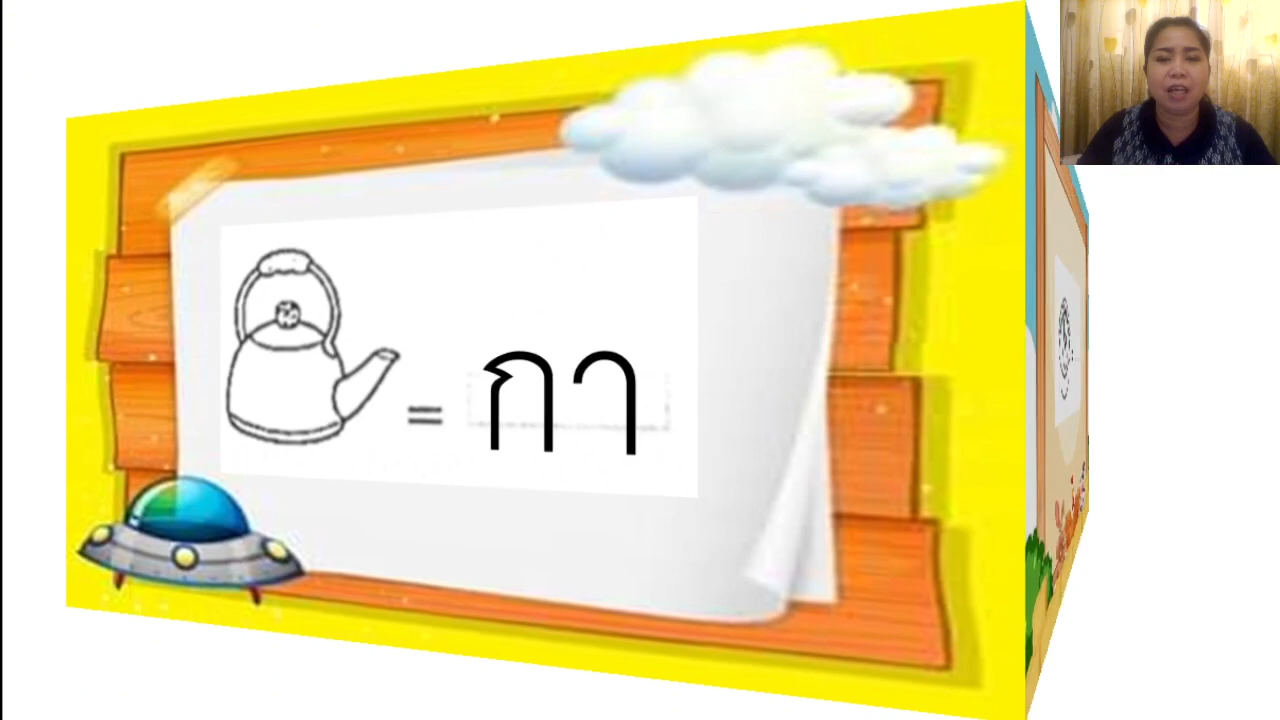 = กา